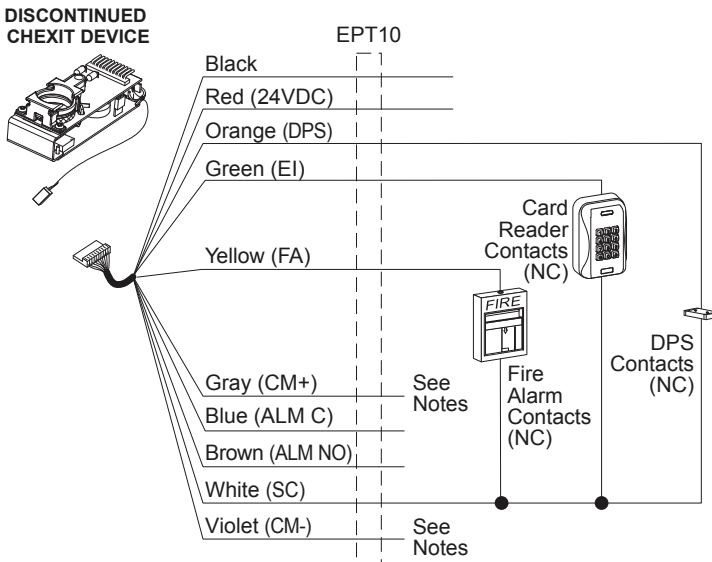 DISCONTINUED
CHEXIT DEVICE
EPT10
Black
Red (24VDC)
Orange (DPS)
Green (EI)
Card
Reader
Contacts
(NC)
Yellow (FA)
FIRE
DPS
Contacts
(NC)
Fire
Alarm
Contacts
(NC)
Gray (CM+)
See
Notes
Blue (ALM C)
Brown (ALM NO)
White (SC)
Violet (CM-)
See
Notes